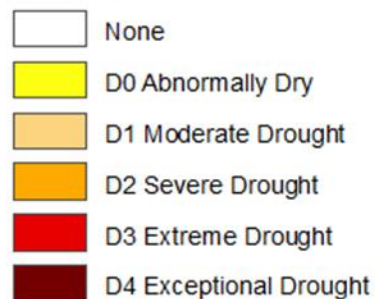 None
D0 Abnormally Dry
D1 Moderate Drought
D2 Severe Drought
D3 Extreme Drought
D4 Exceptional Drought